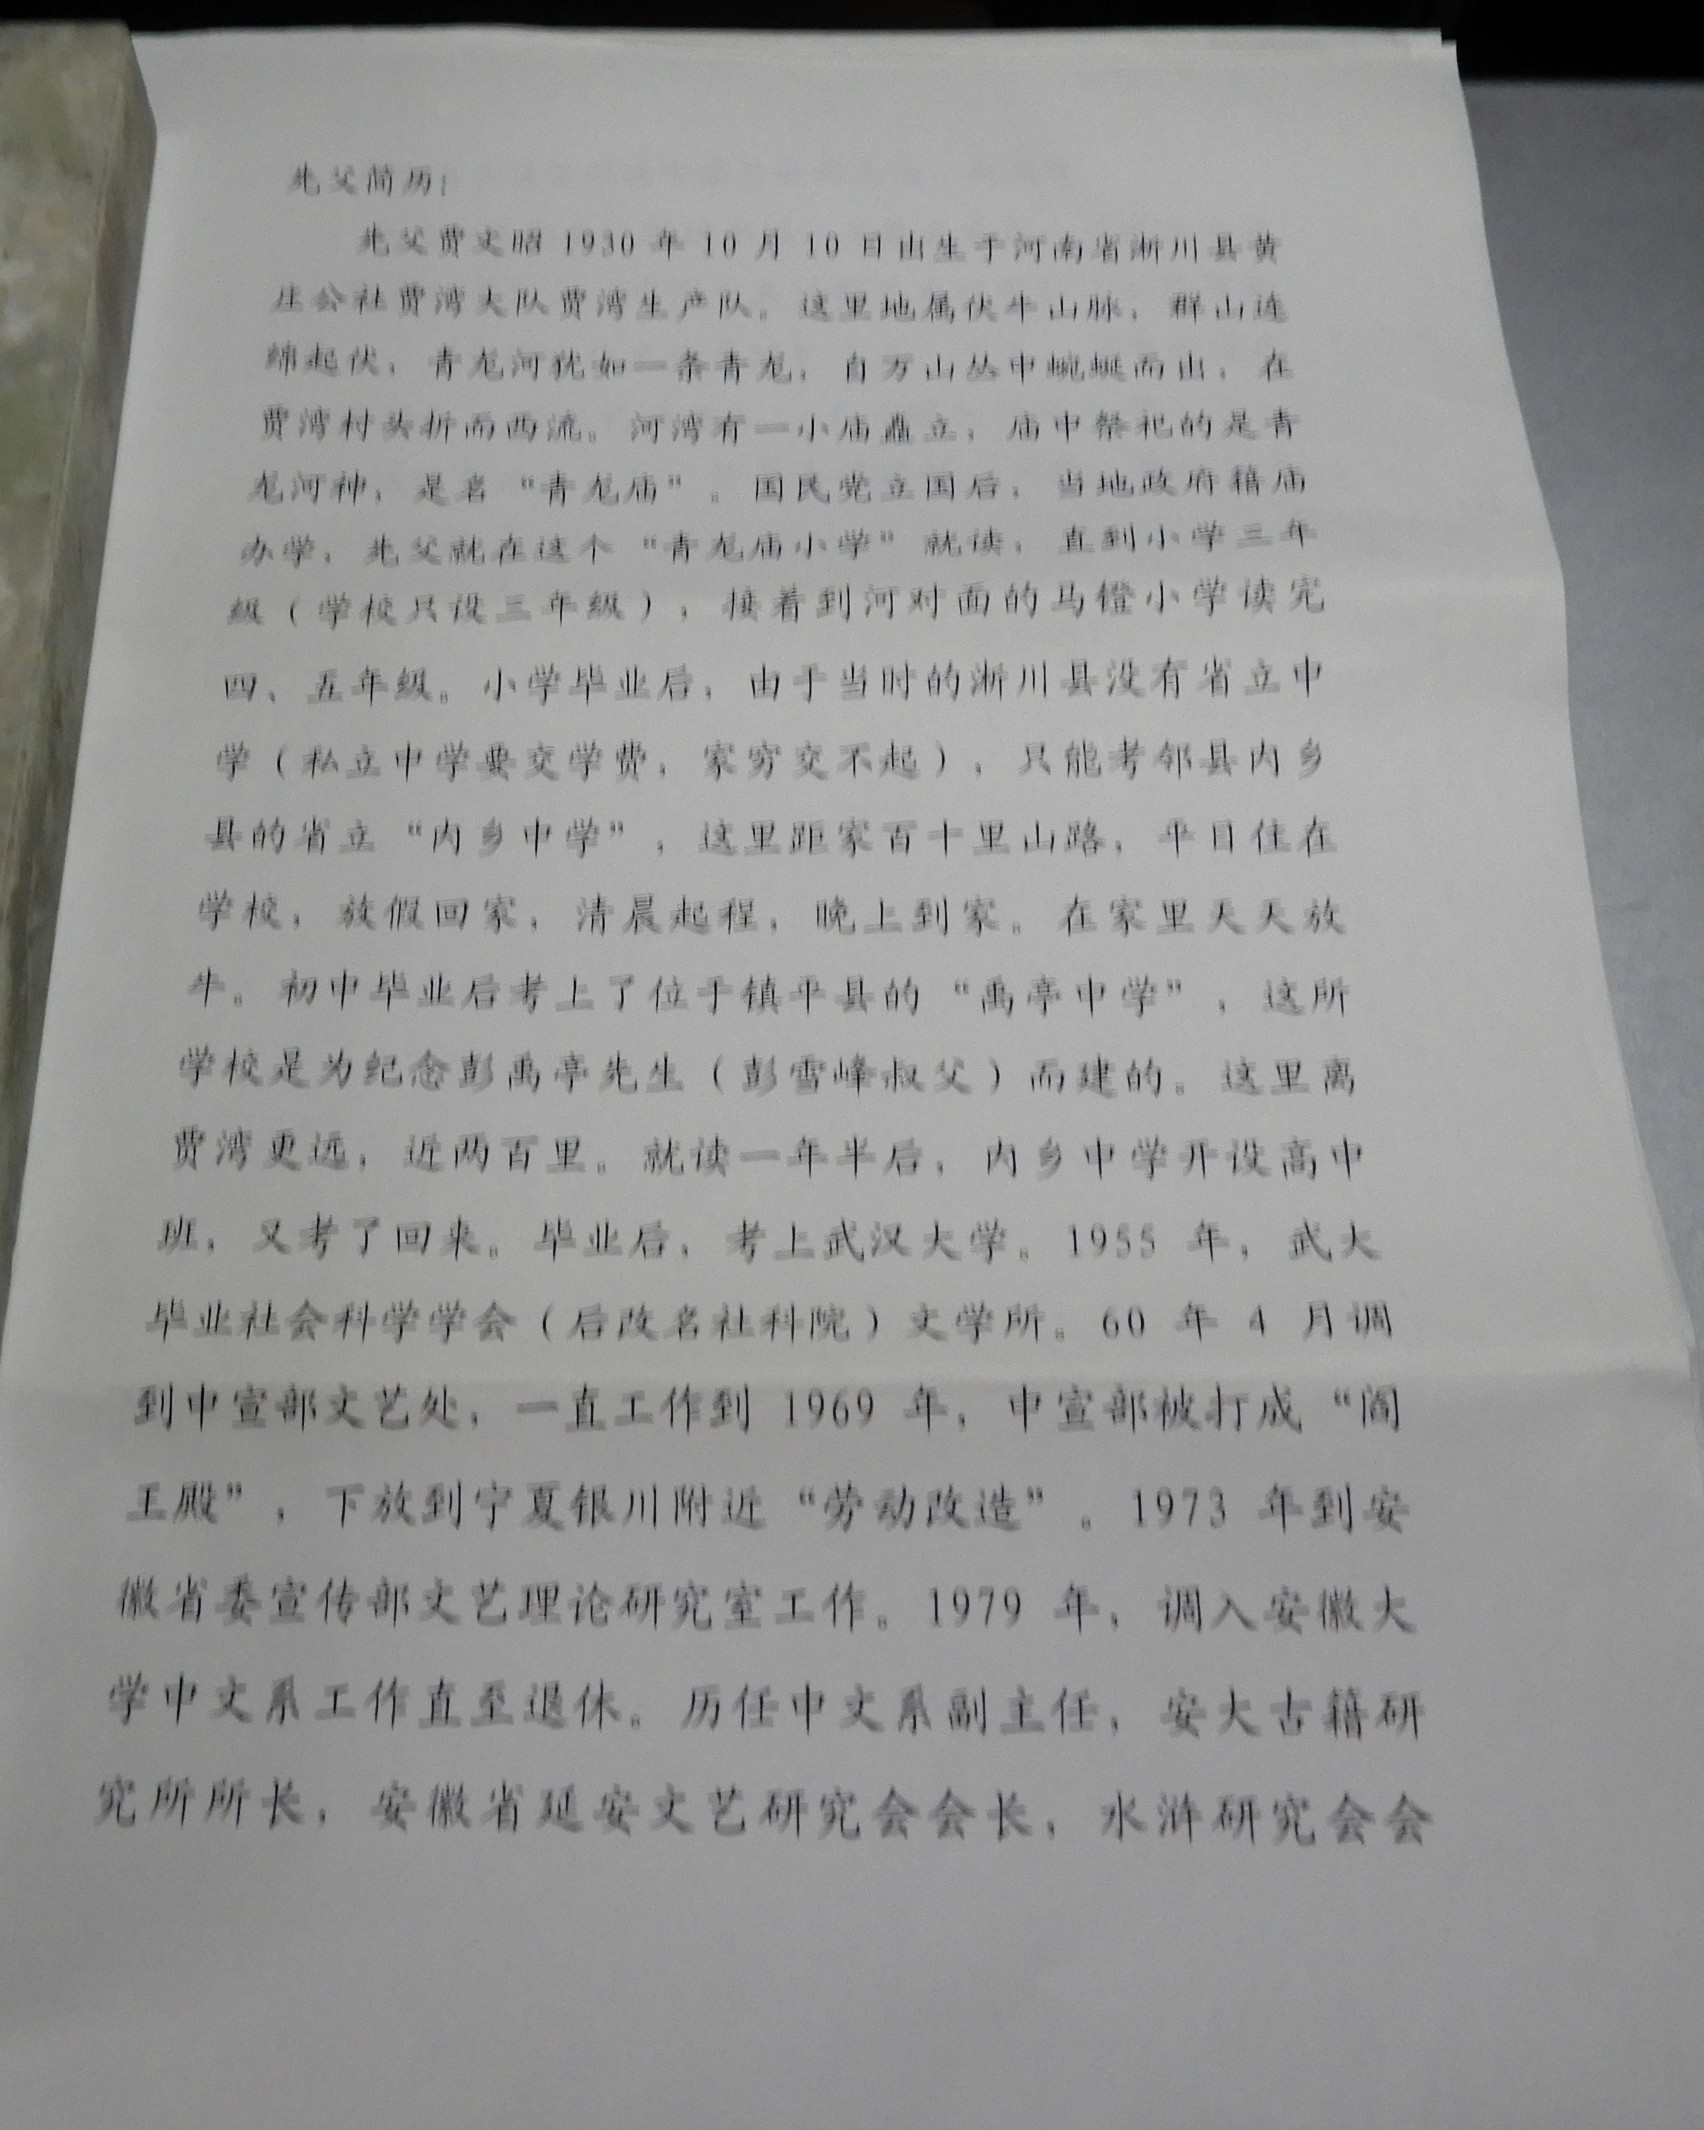 先父简历：
先父贾文昭 1930 年 10 月 10 日出生于河南省淅川县黄
庄公社贾湾大队贾湾生产队。这里地属伏牛山脉，群山连
绵起伏，青龙河犹如一条青龙，自万山丛中蜿蜒而出，在
贾湾村头折而西流。河湾有一小庙矗立，庙中祭祀的是青
龙河神，是名“青龙庙”。国民党立国后，当地政府籍庙
办学，先父就在这个“青龙庙小学”就读，直到小学三年
级（学校只设三年级），接着到河对面的马镫小学读完
四、五年级。小学毕业后，由于当时的淅川县没有省立中
学（私立中学要交学费，家穷交不起），只能考邻县内乡
县的省立“内乡中学”，这里距家百十里山路，平日住在
学校，放假回家，清晨起程，晚上到家。在家里天天放
牛。初中毕业后考上了位于镇平县的“禹亭中学”，这所
学校是为纪念彭禹亭先生（彭雪峰叔父）而建的。这里离
贾湾更远，近两百里。就读一年半后，内乡中学开设高中
班，又考了回来。毕业后，考上武汉大学。1955 年，武大
毕业社会科学学会（后改名社科院）文学所。60 年 4 月调
到中宣部文艺处，一直工作到 1969 年，中宣部被打成“阎
王殿”，下放到宁夏银川附近“劳动改造”。1973 年到安
徽省委宣传部文艺理论研究室工作。1979 年，调入安徽大
学中文系工作直至退休。历任中文系副主任，安大古籍研
究所所长，安徽省延安文艺研究会会长，水浒研究会会